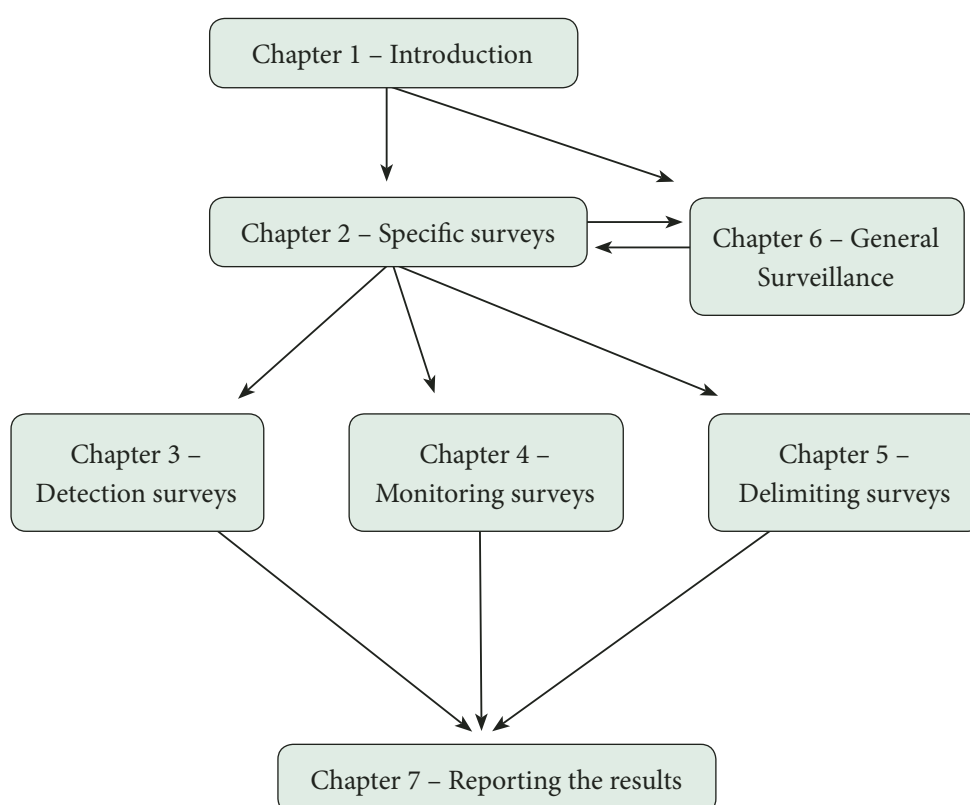 Chapter 1 – Introduction
Chapter 2 – Specific surveys
Chapter 6 – General
Surveillance
Chapter 3 –
Detection surveys
Chapter 4 –
Monitoring surveys
Chapter 5 –
Delimiting surveys
Chapter 7 – Reporting the results